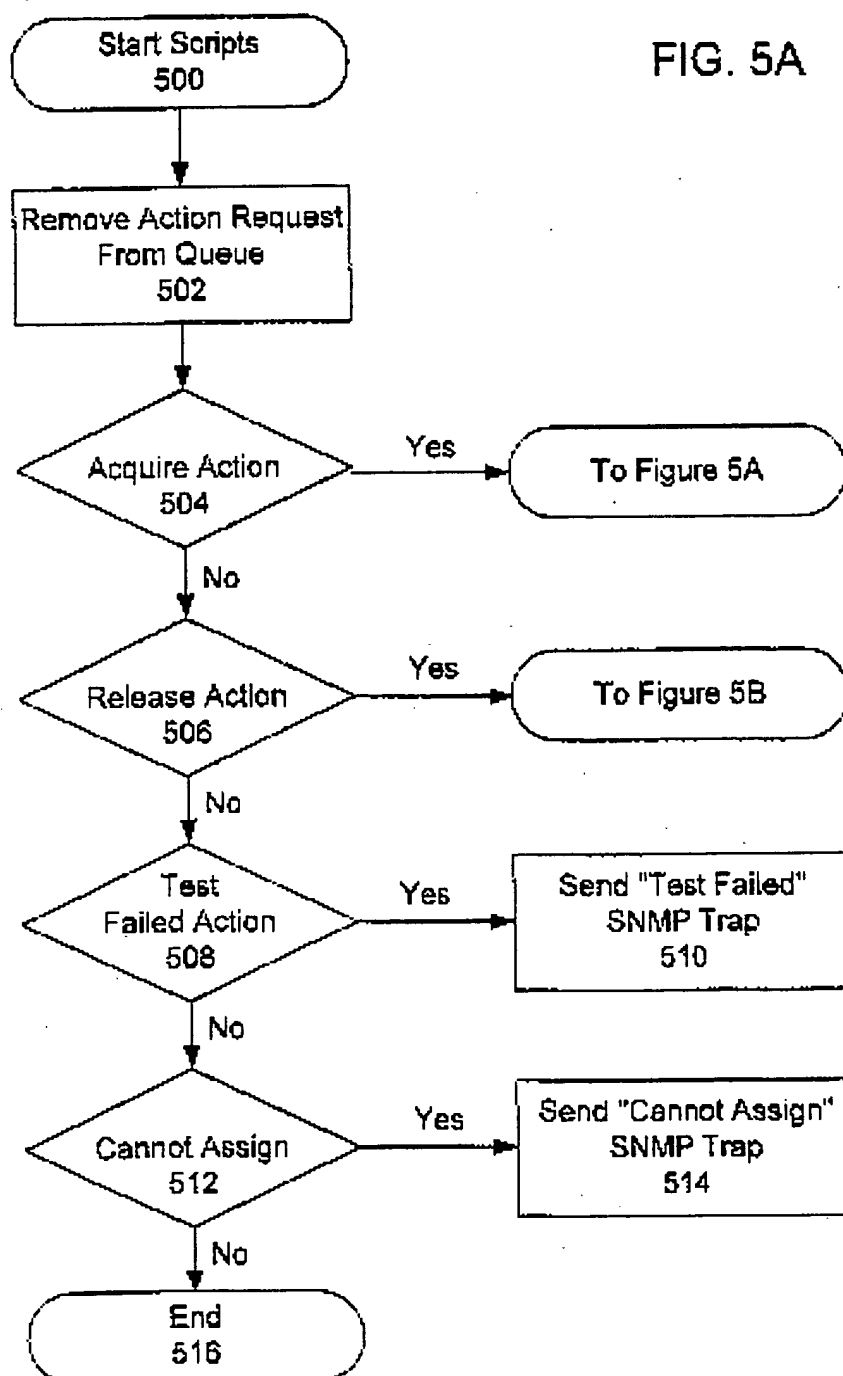 FIG. 5A
Start Scripts
500
Remove Action Request
From Queue
502
Acquire Action
504
Yes
To Figure 5A
No
Release Action
506
Yes
To Figure 5B
No
Test
Failed Action
508
Yes
Send "Test Failed"
SNMP Trap
510
No
Cannot Assign
512
Yes
Send "Cannot Assign"
SNMP Trap
514
No
End
516